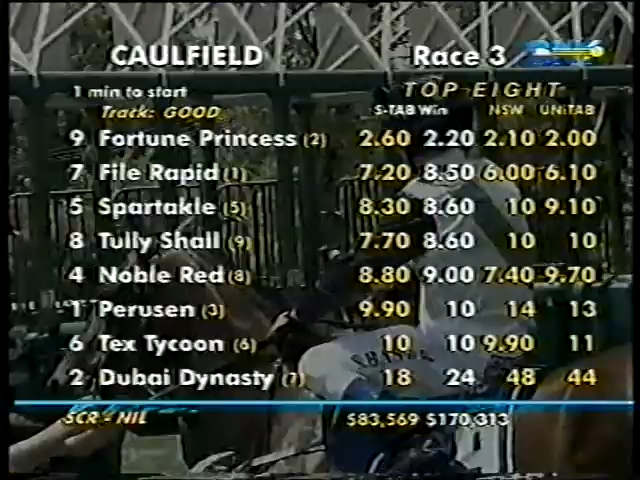 CAULFIELD Race 3
1 min to start TOP EIGHT
Track: GOOD S-TAB Win NSW UNITAB
9 Fortune Princess (2) 2.60 2.20 2.10 2.00
7 File Rapid (1) 7.20 8.50 6.00 6.10
5 Spartakle (5) 8.30 8.60 10 9.10
8 Tully Shall (9) 7.70 8.60 10 10
4 Noble Red (8) 8.80 9.00 7.40 9.70
1 Perusen (3) 9.90 10 14 13
6 Tex Tycoon (6) 10 10 9.90 11
2 Dubai Dynasty (7) 18 24 48 44
SCR - NIL $83,569 $170,313